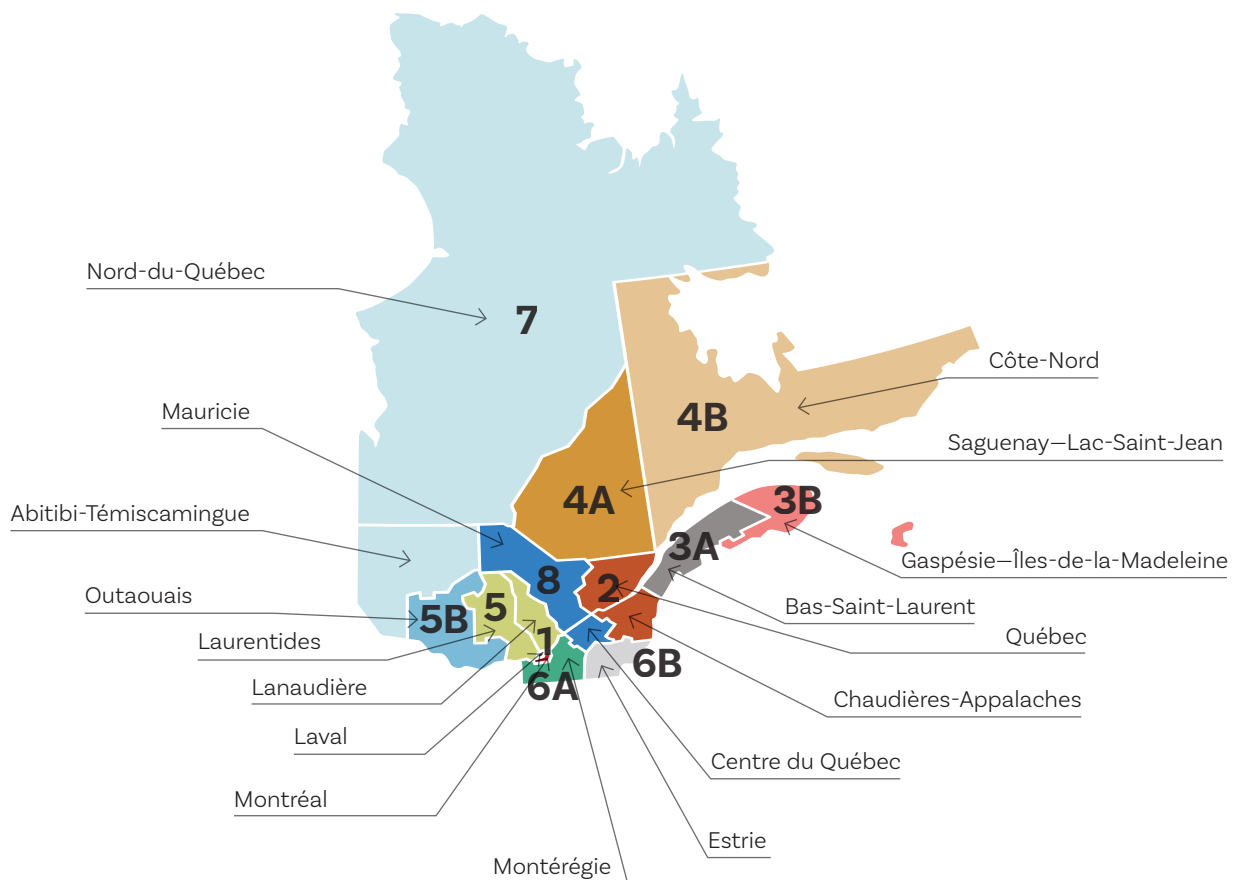 Nord-du-Québec
7
Côte-Nord
Mauricie
4B
Saguenay—Lac-Saint-Jean
4A
3B
Abitibi-Témiscamingue
3A
Gaspésie—Îles-de-la-Madeleine
8
2
Outaouais
5B
5
Bas-Saint-Laurent
Laurentides
1
Québec
6B
Lanaudière
6A
Chaudières-Appalaches
Laval
Centre du Québec
Montréal
Estrie
Montérégie